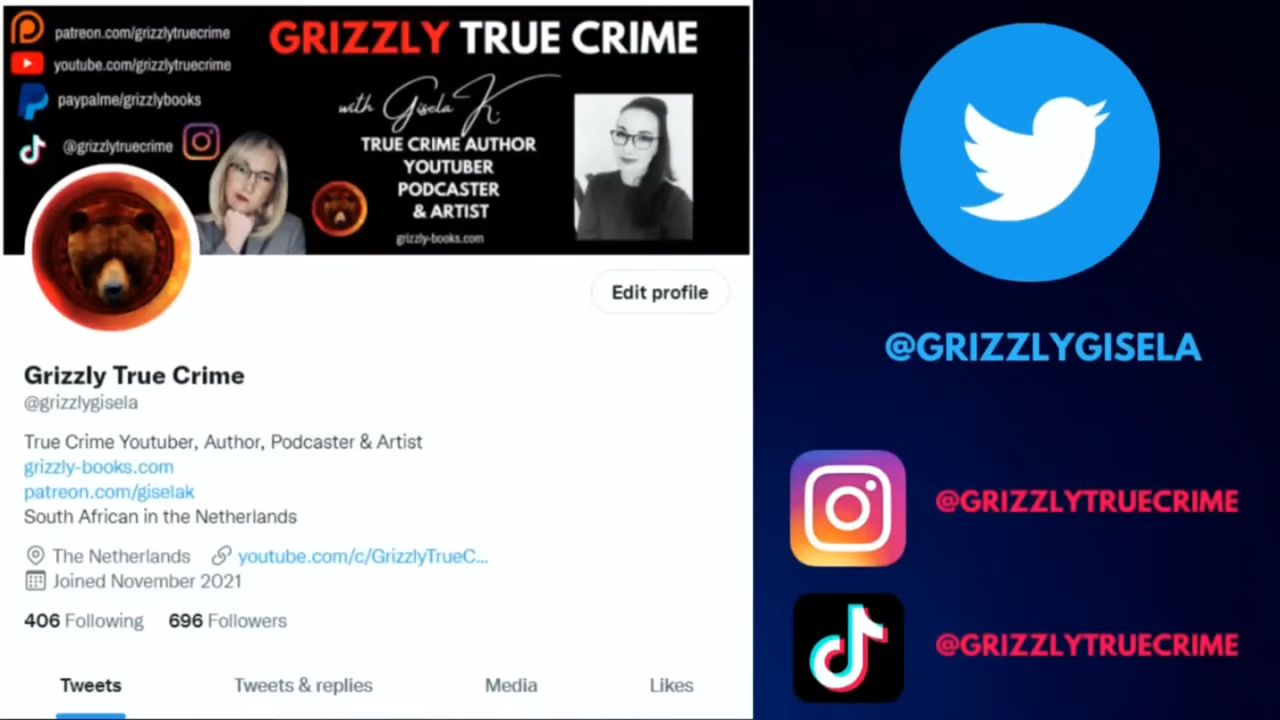 patreon.com/grizzlytruecrime
youtube.com/grizzlytruecrime
paypalme/grizzlybooks
@grizzlytruecrime
GRIZZLY TRUE CRIME
with Gisela K.
TRUE CRIME AUTHOR
YOUTUBER
PODCASTER
& ARTIST
grizzly-books.com
Edit profile
Grizzly True Crime
@grizzlygisela
True Crime Youtuber, Author, Podcaster & Artist
grizzly-books.com
patreon.com/giselak
South African in the Netherlands
The Netherlands youtube.com/c/GrizzlyTrueC...
Joined November 2021
406 Following 696 Followers
Tweets Tweets & replies Media Likes
@GRIZZLYGISELA
@GRIZZLYTRUECRIME
@GRIZZLYTRUECRIME